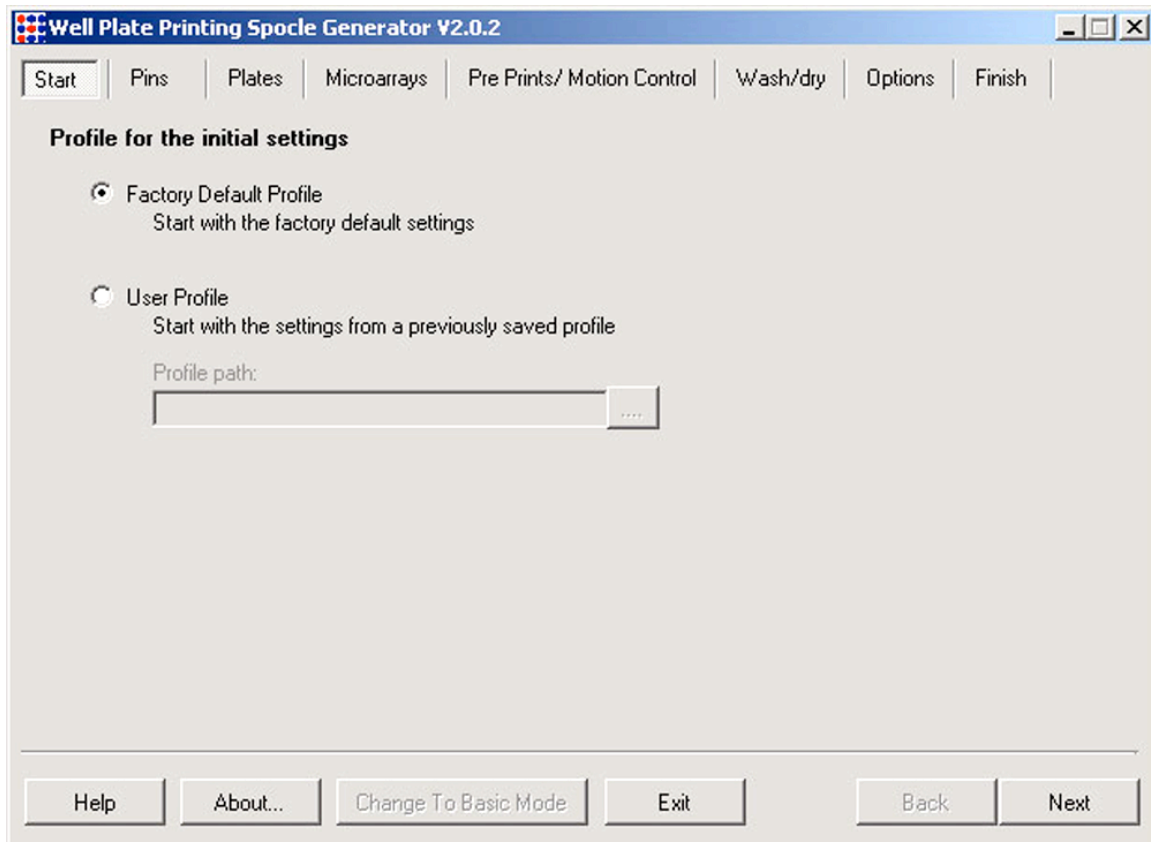 Well Plate Printing Spocle Generator V2.0.2
Start Pins Plates Microarrays Pre Prints/ Motion Control Wash/dry Options Finish
Profile for the initial settings
Factory Default Profile
Start with the factory default settings
User Profile
Start with the settings from a previously saved profile
Profile path:
....
Help About... Change To Basic Mode Exit Back Next